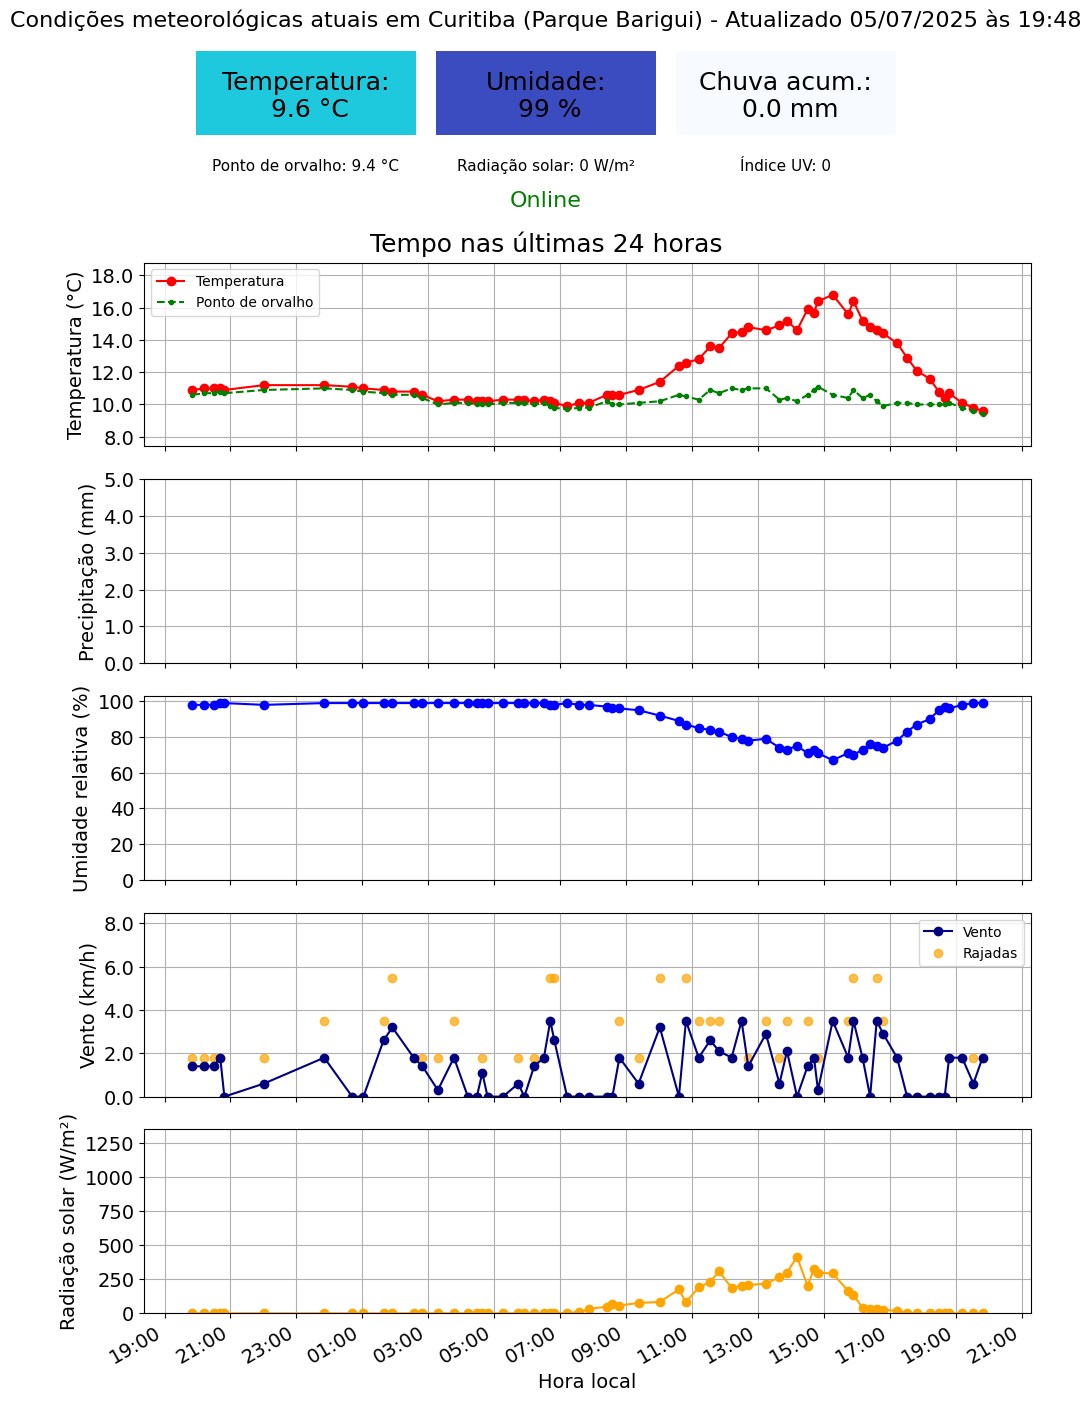 Condições meteorológicas atuais em Curitiba (Parque Barigui) - Atualizado 05/07/2025 às 19:48
Temperatura:
9.6 °C
Umidade:
99 %
Chuva acum.:
0.0 mm
Ponto de orvalho: 9.4 °C
Radiação solar: 0 W/m²
Índice UV: 0
Online
Tempo nas últimas 24 horas
Temperatura (°C)
18.0
16.0
14.0
12.0
10.0
8.0
Temperatura
Ponto de orvalho
Precipitação (mm)
5.0
4.0
3.0
2.0
1.0
0.0
Umidade relativa (%)
100
80
60
40
20
0
Vento (km/h)
8.0
6.0
4.0
2.0
0.0
Vento
Rajadas
Radiação solar (W/m²)
1250
1000
750
500
250
0
19:00
21:00
23:00
01:00
03:00
05:00
07:00
09:00
11:00
13:00
15:00
17:00
19:00
21:00
Hora local